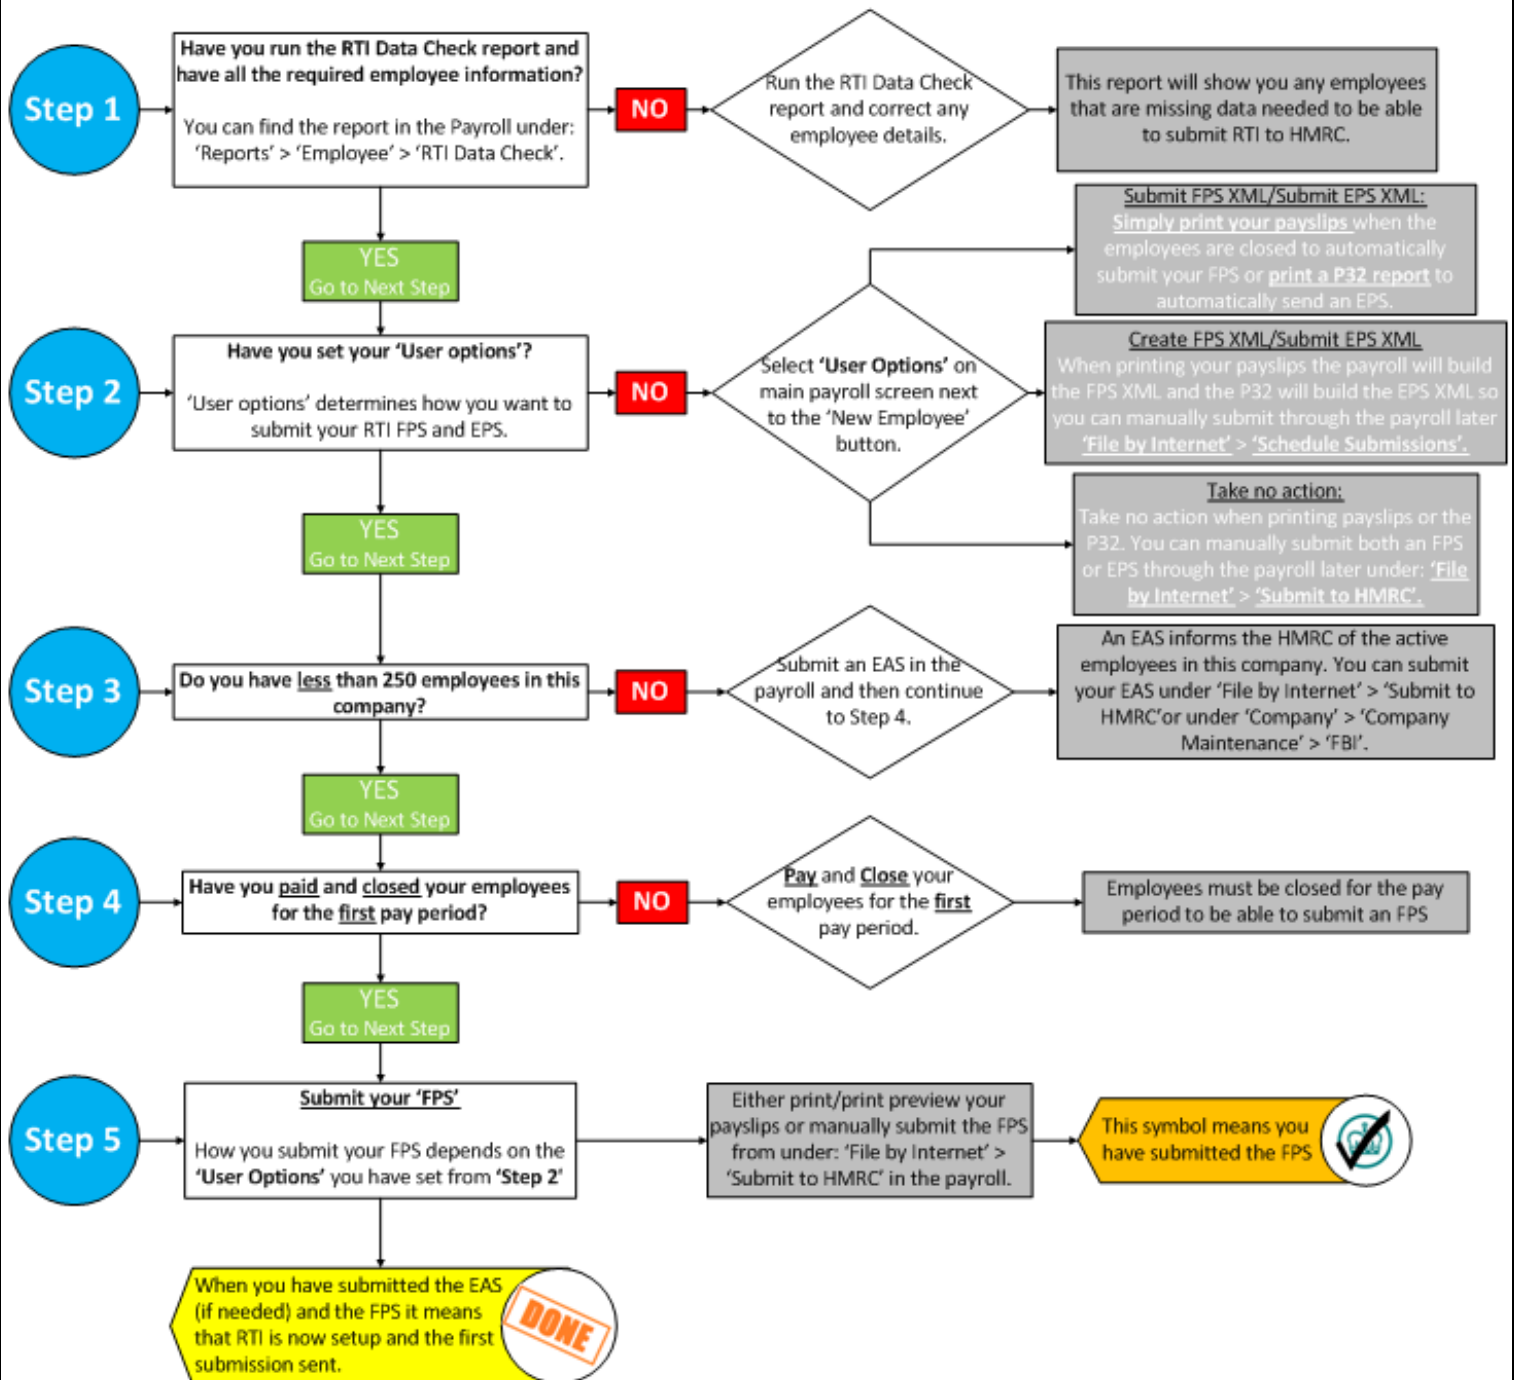 Step 1
Have you run the RTI Data Check report and
have all the required employee information?
You can find the report in the Payroll under:
‘Reports’ > ‘Employee’ > ‘RTI Data Check’.
NO
Run the RTI Data Check
report and correct any
employee details.
This report will show you any employees
that are missing data needed to be able
to submit RTI to HMRC.
YES
Go to Next Step
Step 2
Have you set your ‘User options’?
‘User options’ determines how you want to
submit your RTI FPS and EPS.
NO
Select ‘User Options’ on
main payroll screen next
to the ‘New Employee’
button.
Submit FPS XML/Submit EPS XML:
Simply print your payslips when the
employees are closed to automatically
submit your FPS or print a P32 report to
automatically send an EPS.
Create FPS XML/Submit EPS XML
When printing your payslips the payroll will build
the FPS XML and the P32 will build the EPS XML so
you can manually submit through the payroll later
‘File by Internet’ > ‘Schedule Submissions’.
Take no action:
Take no action when printing payslips or the
P32. You can manually submit both an FPS
or EPS through the payroll later under: ‘File
by Internet’ > ‘Submit to HMRC’.
YES
Go to Next Step
Step 3
Do you have less than 250 employees in this
company?
NO
Submit an EAS in the
payroll and then continue
to Step 4.
An EAS informs the HMRC of the active
employees in this company. You can submit
your EAS under ‘File by Internet’ > ‘Submit to
HMRC’or under ‘Company’ > ‘Company
Maintenance’ > ‘FBI’.
YES
Go to Next Step
Step 4
Have you paid and closed your employees
for the first pay period?
NO
Pay and Close your
employees for the first
pay period.
Employees must be closed for the pay
period to be able to submit an FPS
YES
Go to Next Step
Step 5
Submit your ‘FPS’
How you submit your FPS depends on the
‘User Options’ you have set from ‘Step 2’
Either print/print preview your
payslips or manually submit the FPS
from under: ‘File by Internet’ >
‘Submit to HMRC’ in the payroll.
This symbol means you
have submitted the FPS
When you have submitted the EAS
(if needed) and the FPS it means
that RTI is now setup and the first
submission sent.
DONE